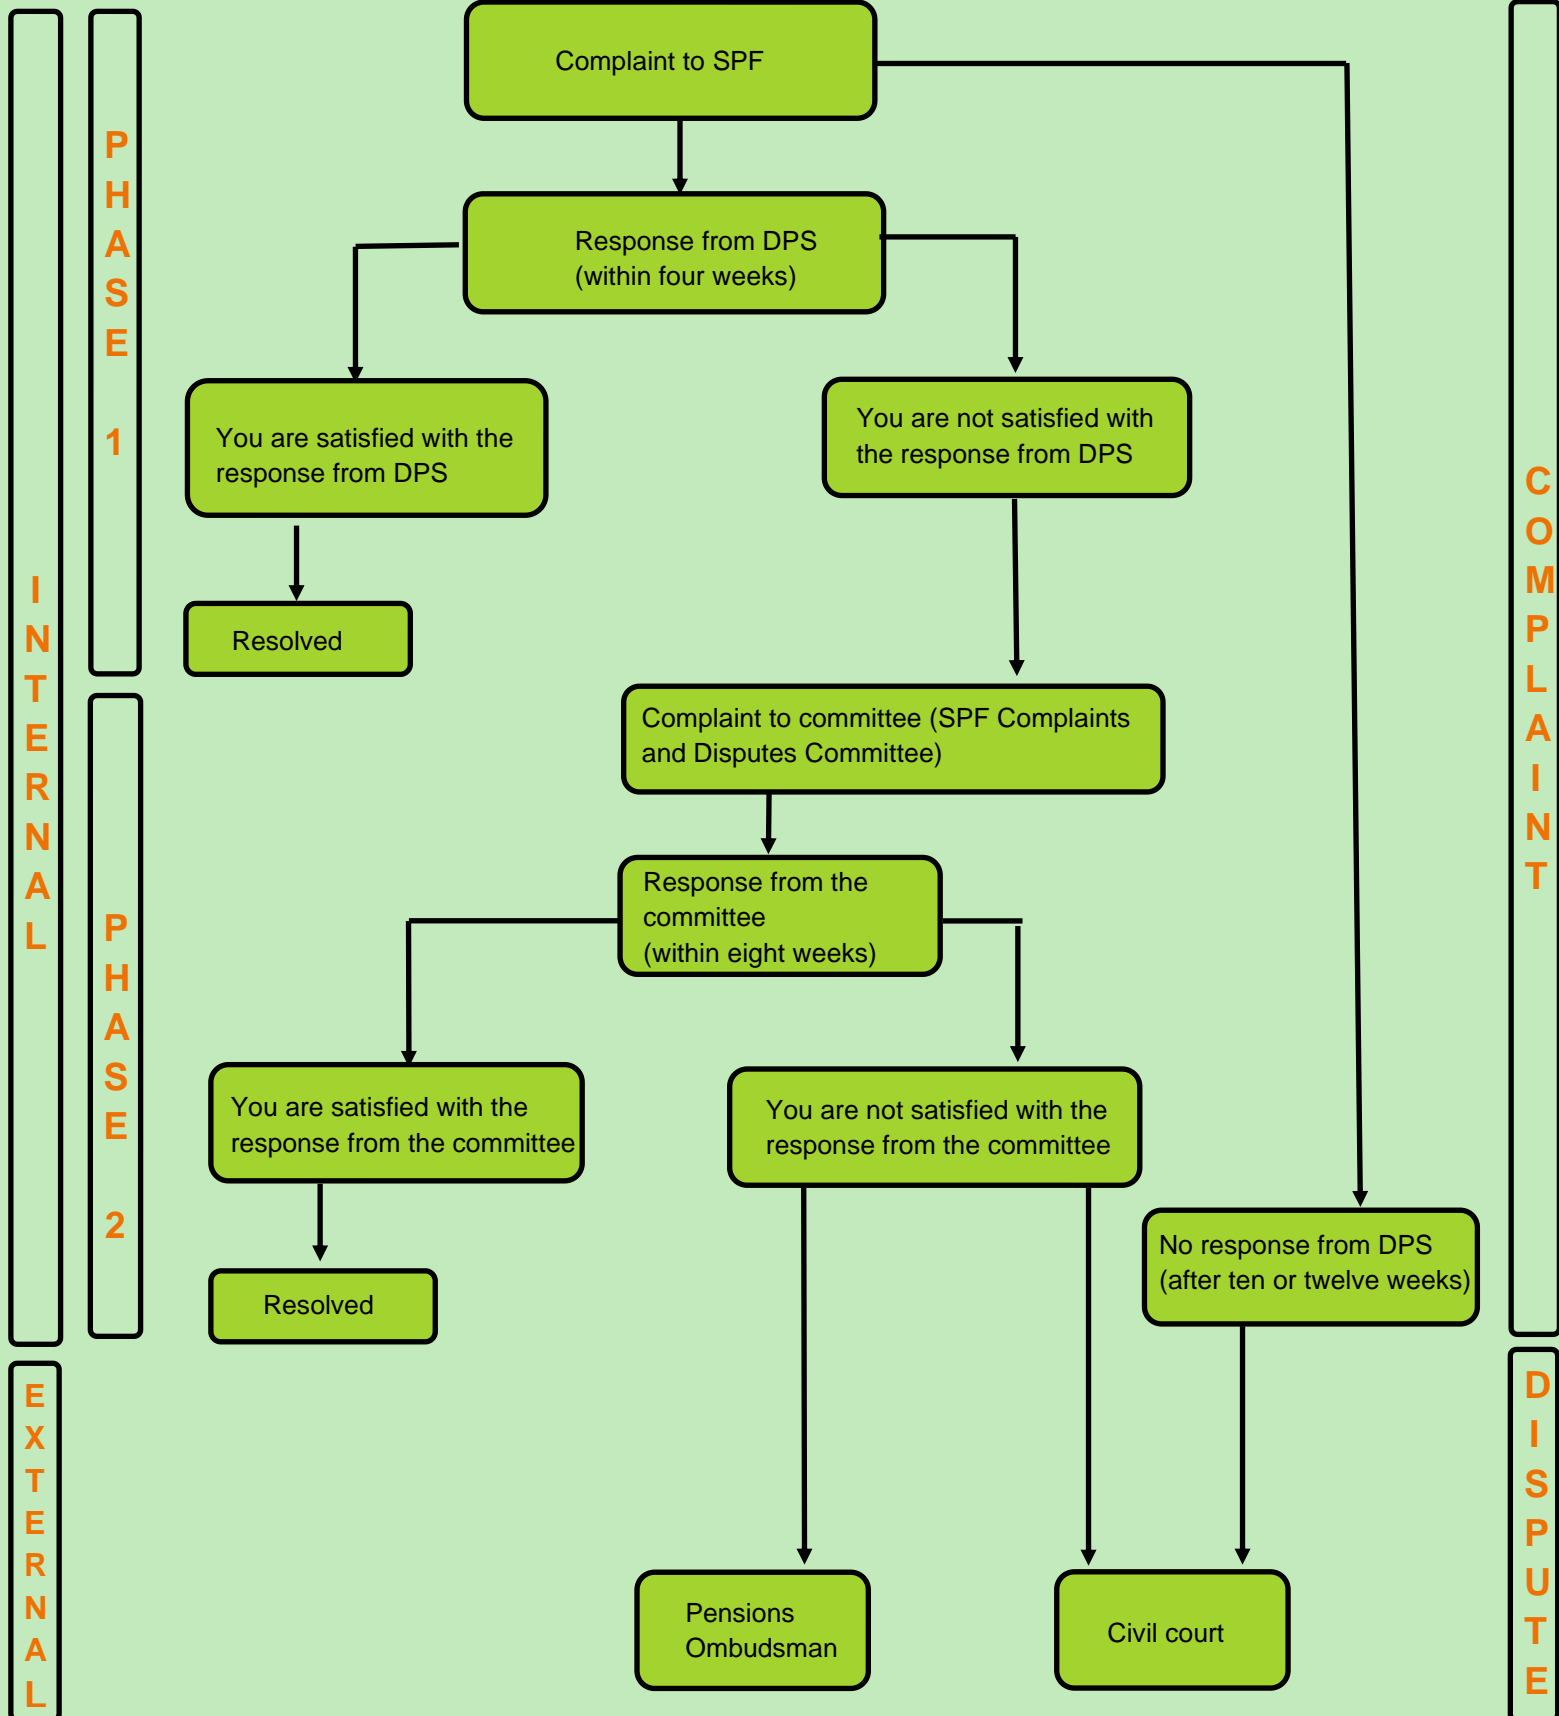 Complaint to SPF
Response from DPS
(within four weeks)
You are satisfied with the
response from DPS
You are not satisfied with
the response from DPS
Resolved
Complaint to committee (SPF Complaints
and Disputes Committee)
Response from the
committee
(within eight weeks)
You are satisfied with the
response from the committee
You are not satisfied with the
response from the committee
No response from DPS
(after ten or twelve weeks)
Resolved
Pensions
Ombudsman
Civil court
INTERNAL
EXTERNAL
PHASE 1
PHASE 2
COMPLAINT
DISPUTE